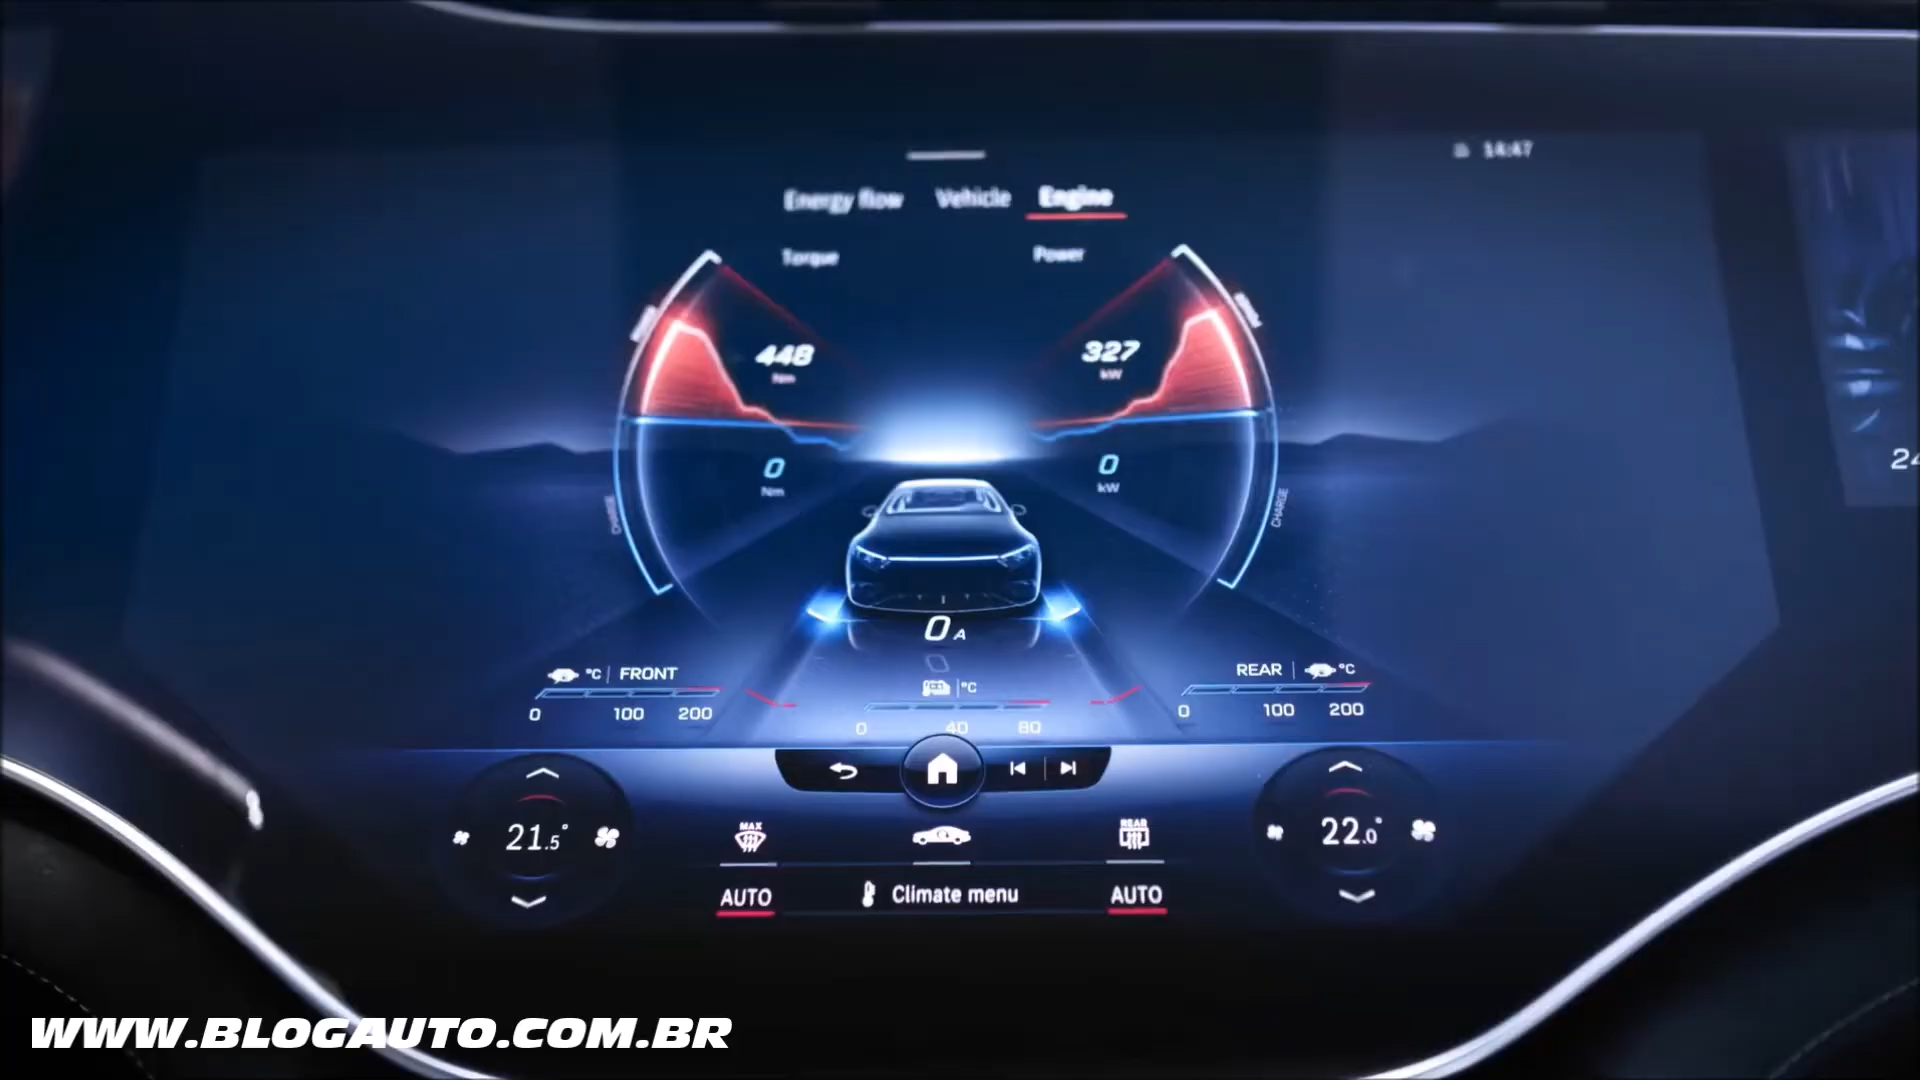 14:47
Energy flow Vehicle Engine
Torque Power
448 327
Nm kW
0 0
Nm kW
CHARGE CHARGE
0 A
0
°C | FRONT
0 100 200
°C
0 40 80
REAR | °C
0 100 200
21.5° 22.0°
MAX REAR
AUTO Climate menu AUTO
24
WWW.BLOGAUTO.COM.BR